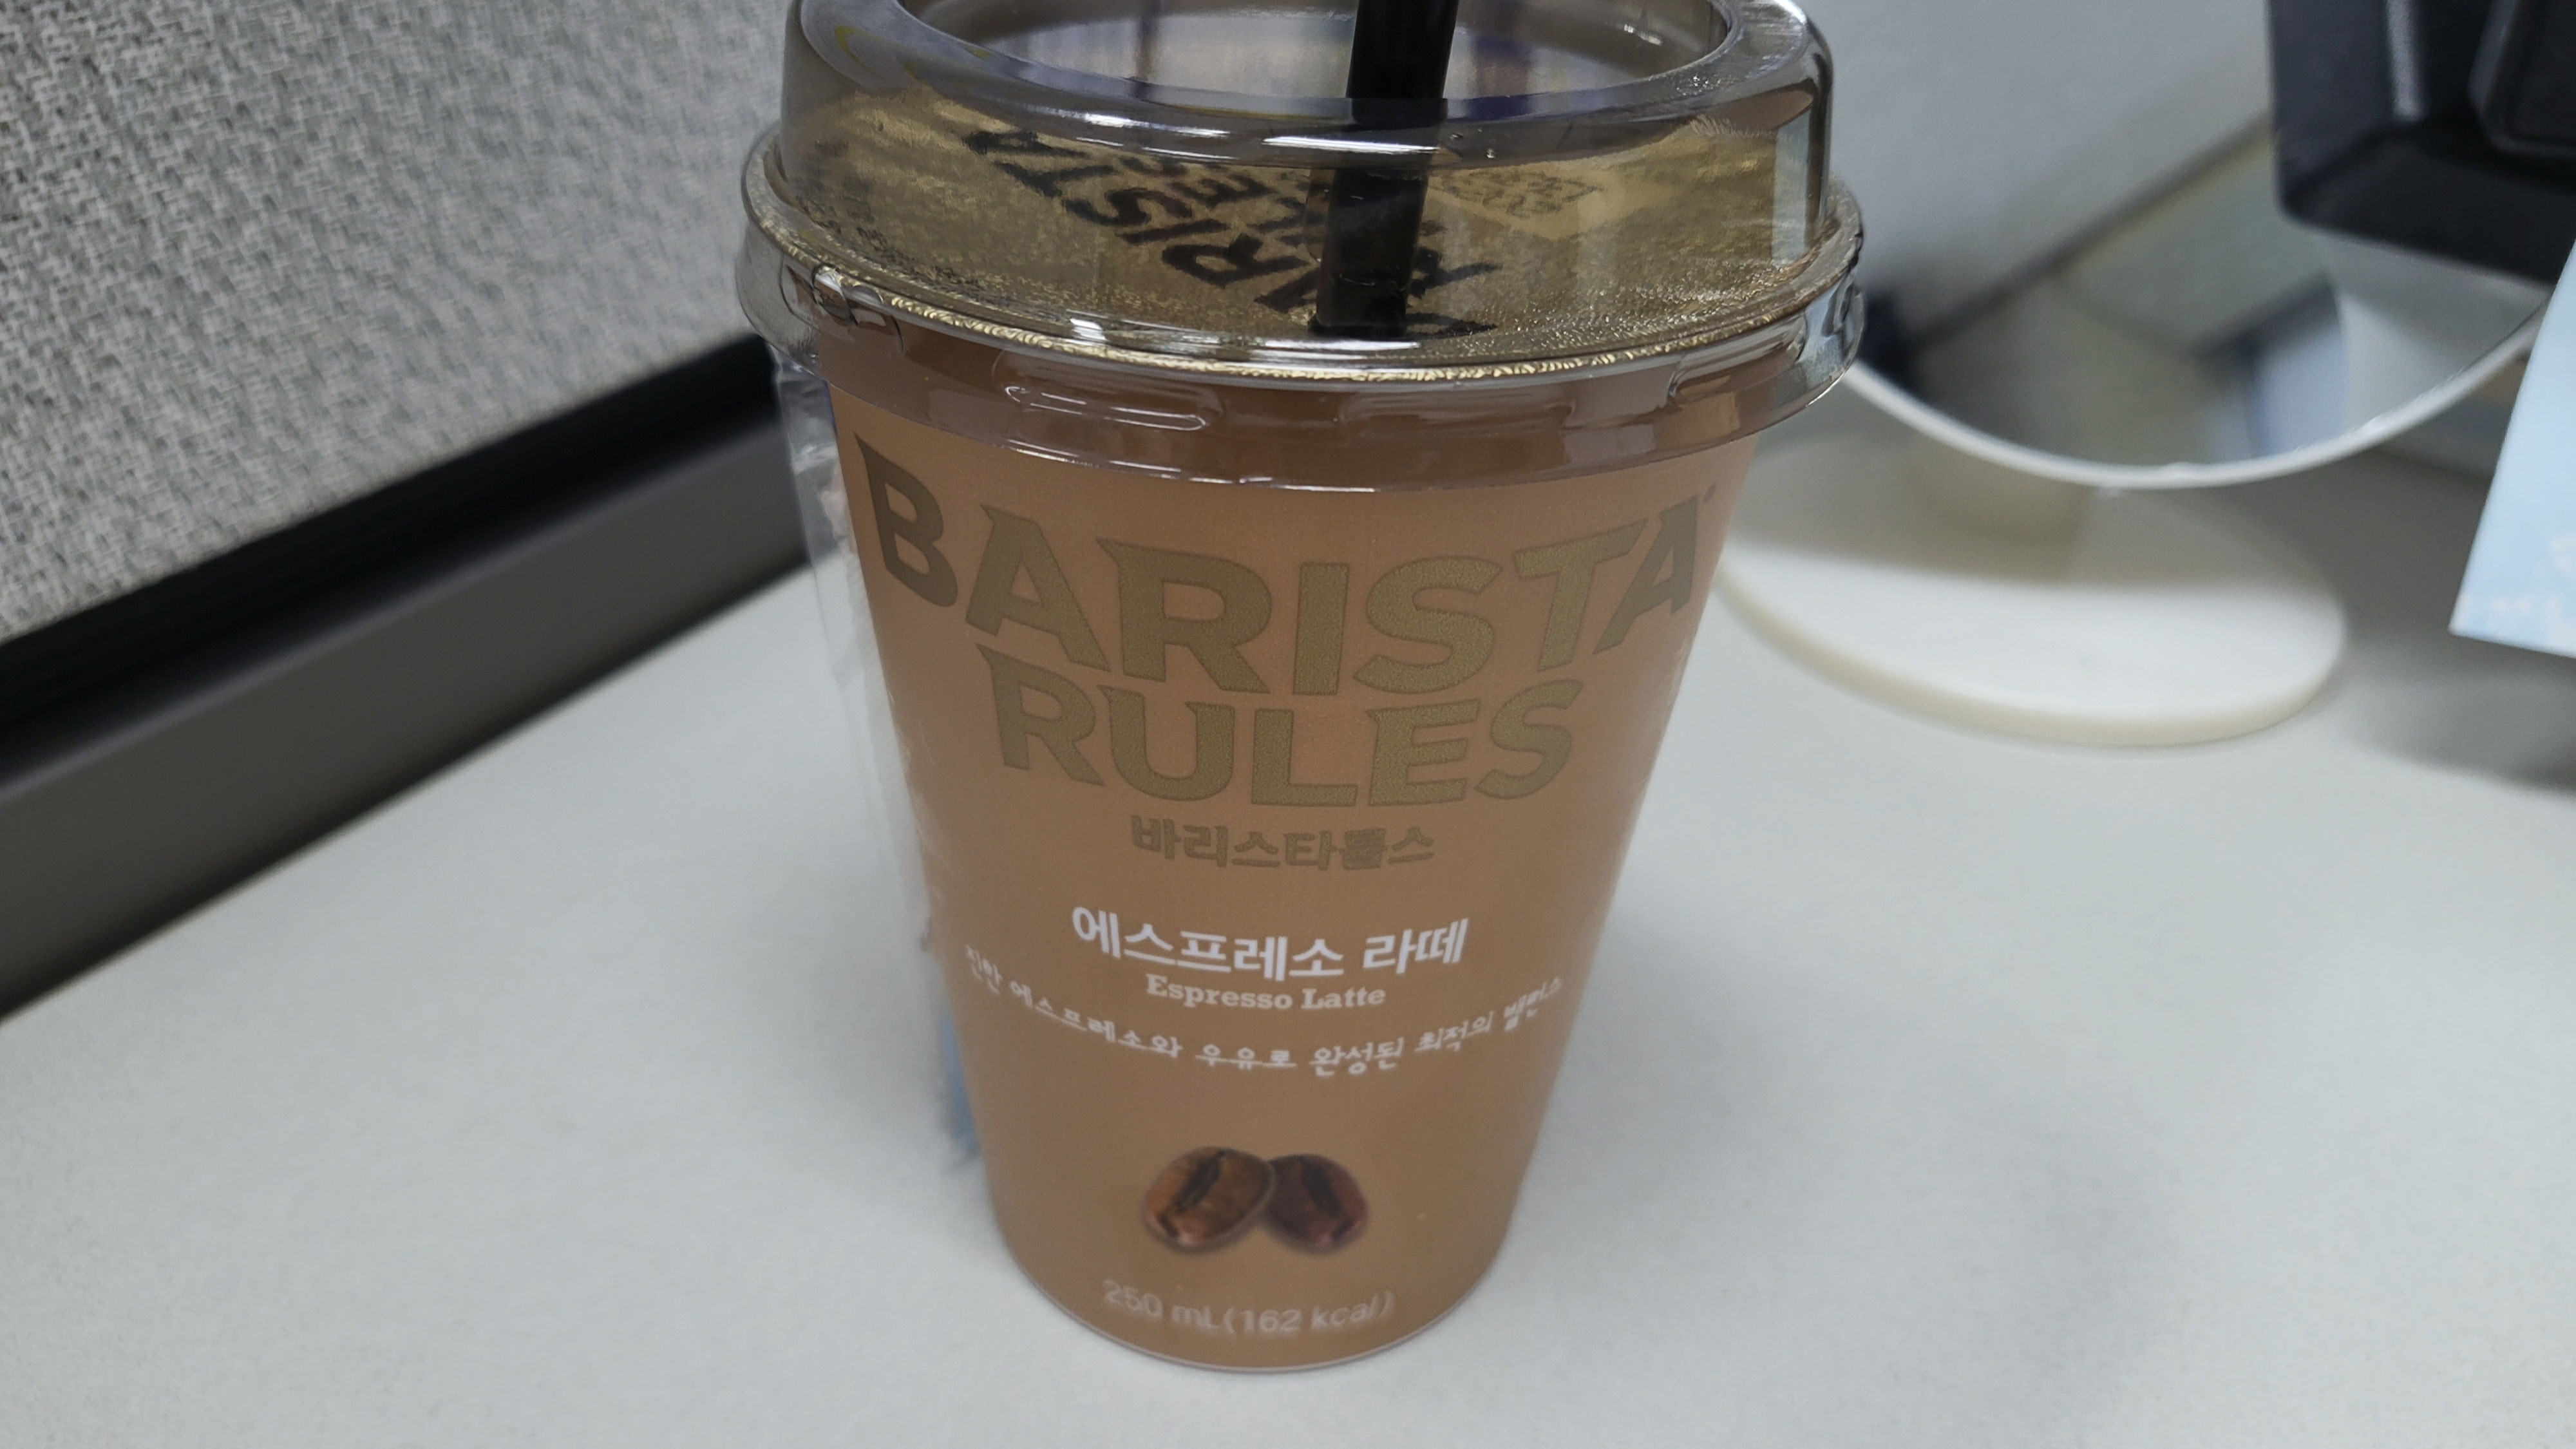 BARISTA
RULES
BARISTA
RULES
바리스타룰스
에스프레소 라떼
Espresso Latte
진한 에스프레소와 우유로 완성된 최적의 밸런스
250 mL(162 kcal)